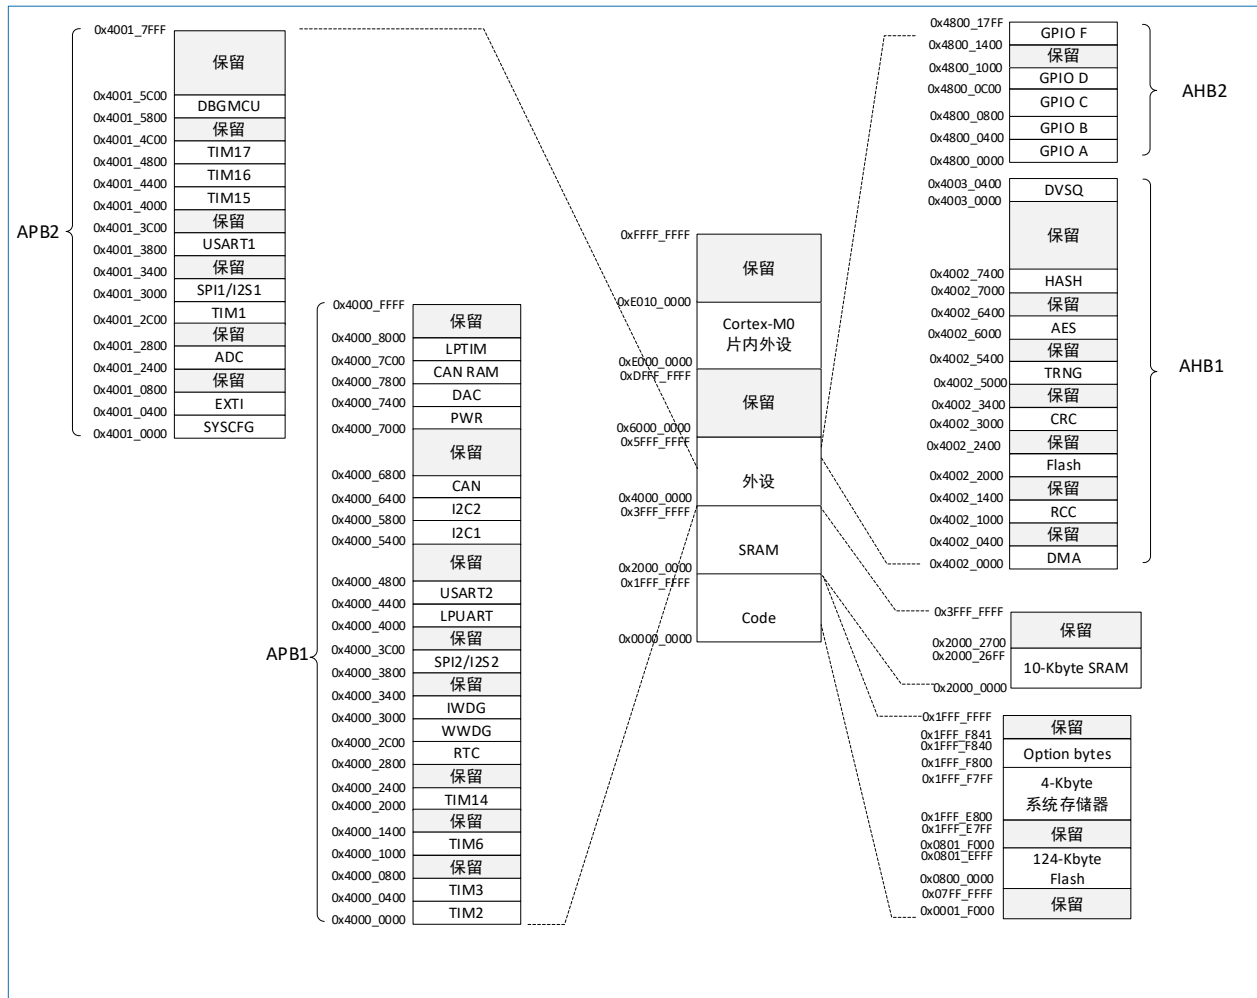 APB2
0x4001_7FFF
保留
0x4001_5C00
DBGMCU
0x4001_5800
保留
0x4001_4C00
TIM17
0x4001_4800
TIM16
0x4001_4400
TIM15
0x4001_4000
保留
0x4001_3C00
USART1
0x4001_3800
保留
0x4001_3400
SPI1/I2S1
0x4001_3000
TIM1
0x4001_2C00
保留
0x4001_2800
ADC
0x4001_2400
保留
0x4001_0800
EXTI
0x4001_0400
SYSCFG
0x4001_0000
APB1
0x4000_FFFF
保留
0x4000_8000
LPTIM
0x4000_7C00
CAN RAM
0x4000_7800
DAC
0x4000_7400
PWR
0x4000_7000
保留
0x4000_6800
CAN
0x4000_6400
I2C2
0x4000_5800
I2C1
0x4000_5400
保留
0x4000_4800
USART2
0x4000_4400
LPUART
0x4000_4000
保留
0x4000_3C00
SPI2/I2S2
0x4000_3800
保留
0x4000_3400
IWDG
0x4000_3000
WWDG
0x4000_2C00
RTC
0x4000_2800
保留
0x4000_2400
TIM14
0x4000_2000
保留
0x4000_1400
TIM6
0x4000_1000
保留
0x4000_0800
TIM3
0x4000_0400
TIM2
0x4000_0000
0xFFFF_FFFF
保留
0xE010_0000
Cortex-M0
片内外设
0xE000_0000
0xDFFF_FFFF
保留
0x6000_0000
0x5FFF_FFFF
外设
0x4000_0000
0x3FFF_FFFF
SRAM
0x2000_0000
0x1FFF_FFFF
Code
0x0000_0000
0x4800_17FF
GPIO F
0x4800_1400
保留
0x4800_1000
GPIO D
0x4800_0C00
GPIO C
0x4800_0800
GPIO B
0x4800_0400
GPIO A
0x4800_0000
AHB2
0x4003_0400
DVSQ
0x4003_0000
保留
0x4002_7400
HASH
0x4002_7000
保留
0x4002_6400
AES
0x4002_6000
保留
0x4002_5400
TRNG
0x4002_5000
保留
0x4002_3400
CRC
0x4002_3000
保留
0x4002_2400
Flash
0x4002_2000
保留
0x4002_1400
RCC
0x4002_1000
保留
0x4002_0400
DMA
0x4002_0000
AHB1
0x3FFF_FFFF
保留
0x2000_2700
0x2000_26FF
10-Kbyte SRAM
0x2000_0000
0x1FFF_FFFF
保留
0x1FFF_F841
0x1FFF_F840
Option bytes
0x1FFF_F800
0x1FFF_F7FF
4-Kbyte
系统存储器
0x1FFF_E800
0x1FFF_E7FF
保留
0x0801_F000
0x0801_EFFF
124-Kbyte
Flash
0x0800_0000
0x07FF_FFFF
保留
0x0001_F000